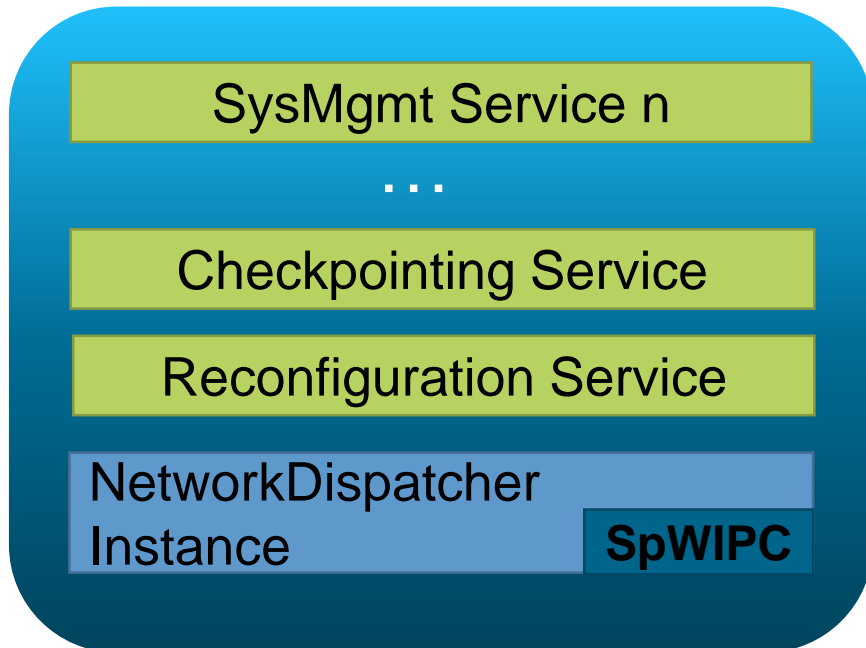 SysMgmt Service n
...
Checkpointing Service
Reconfiguration Service
NetworkDispatcher
Instance
SpWIPC